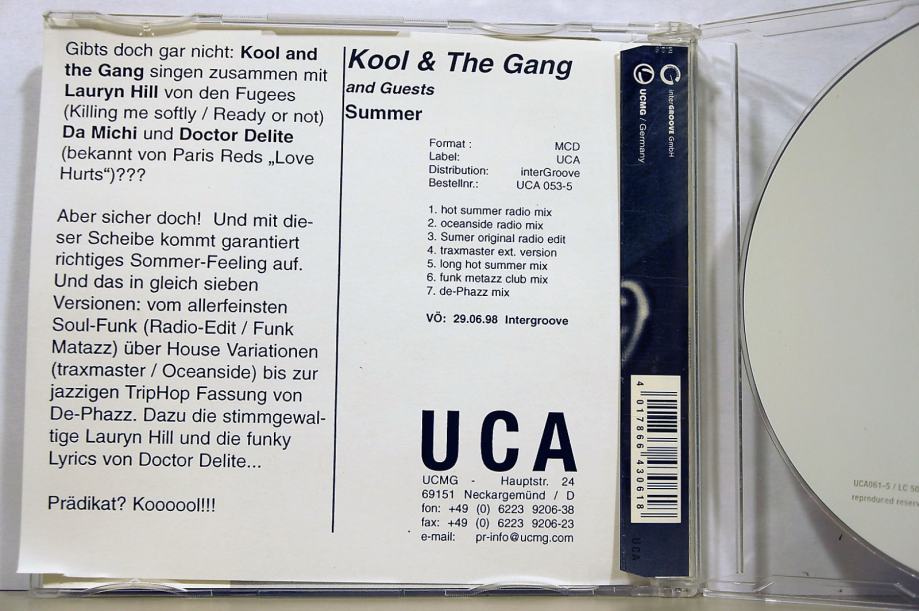 Gibts doch gar nicht: Kool and
the Gang singen zusammen mit
Lauryn Hill von den Fugees
(Killing me softly / Ready or not)
Da Michi und Doctor Delite
(bekannt von Paris Reds „Love
Hurts“)???
Aber sicher doch! Und mit die-
ser Scheibe kommt garantiert
richtiges Sommer-Feeling auf.
Und das in gleich sieben
Versionen: vom allerfeinsten
Soul-Funk (Radio-Edit / Funk
Matazz) über House Variationen
(traxmaster / Oceanside) bis zur
jazzigen TripHop Fassung von
De-Phazz. Dazu die stimmgewal-
tige Lauryn Hill und die funky
Lyrics von Doctor Delite...
Prädikat? Koooool!!!
Kool & The Gang
and Guests
Summer
Format : MCD
Label: UCA
Distribution: interGroove
Bestellnr.: UCA 053-5
1. hot summer radio mix
2. oceanside radio mix
3. Sumer original radio edit
4. traxmaster ext. version
5. long hot summer mix
6. funk metazz club mix
7. de-Phazz mix
VÖ: 29.06.98 Intergroove
UCA
UCMG - Hauptstr. 24
69151 Neckargemünd / D
fon: +49 (0) 6223 9206-38
fax: +49 (0) 6223 9206-23
e-mail: pr-info@ucmg.com
interGROOVE GmbH
UCMG / Germany
4 017866 430618
UCA
UCA061-5 / LC
reproduced